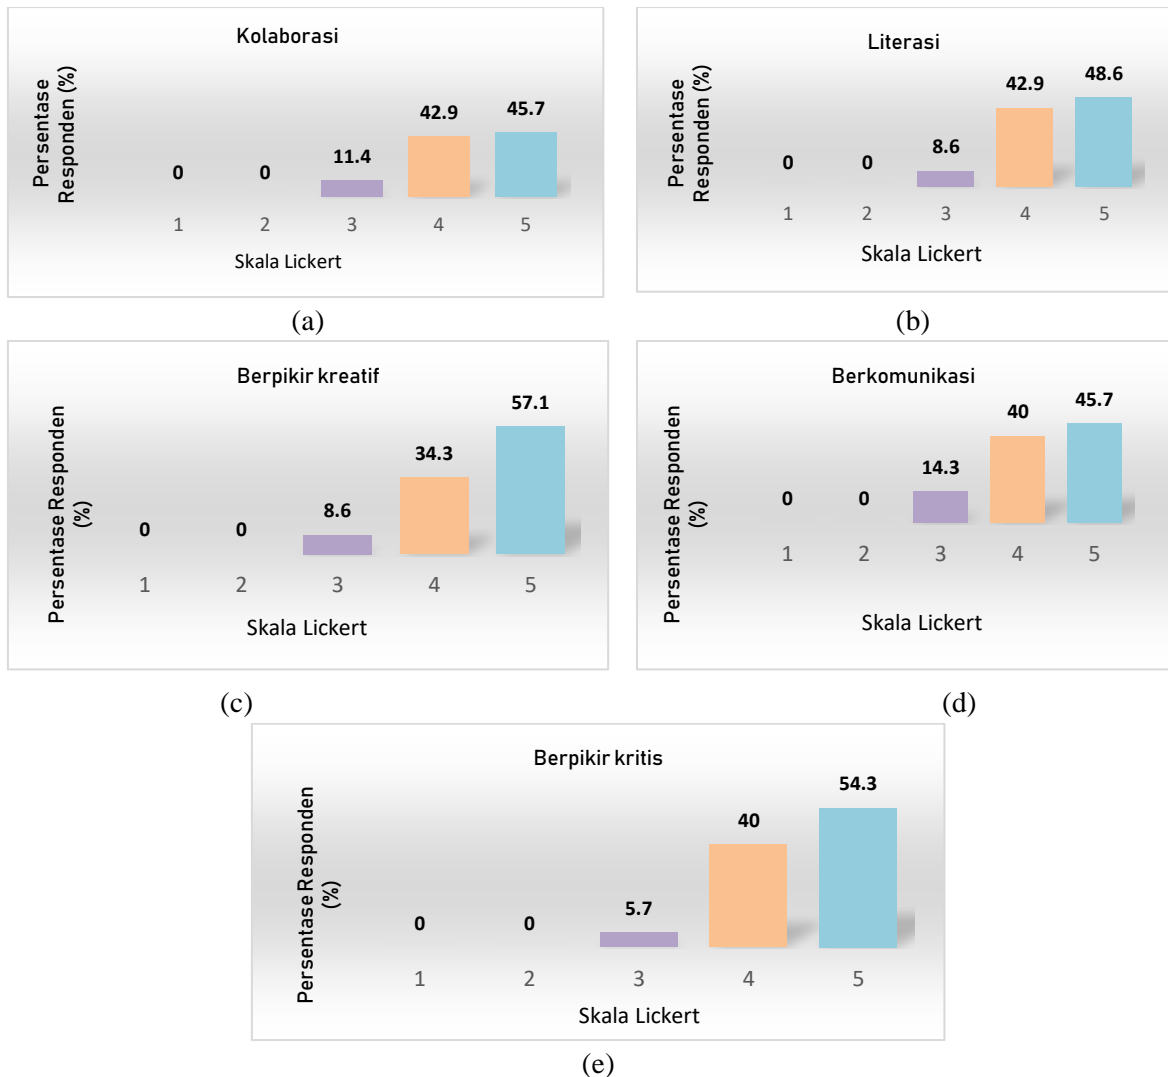 Kolaborasi
Persentase
Responden (%)
0
0
11.4
42.9
45.7
1
2
3
4
5
Skala Lickert
(a)
Literasi
Persentase
Responden (%)
0
0
8.6
42.9
48.6
1
2
3
4
5
Skala Lickert
(b)
Berpikir kreatif
Persentase Responden
(%)
0
0
8.6
34.3
57.1
1
2
3
4
5
Skala Lickert
(c)
Berkomunikasi
Persentase Responden
(%)
0
0
14.3
40
45.7
1
2
3
4
5
Skala Lickert
(d)
Berpikir kritis
Persentase Responden
(%)
0
0
5.7
40
54.3
1
2
3
4
5
Skala Lickert
(e)